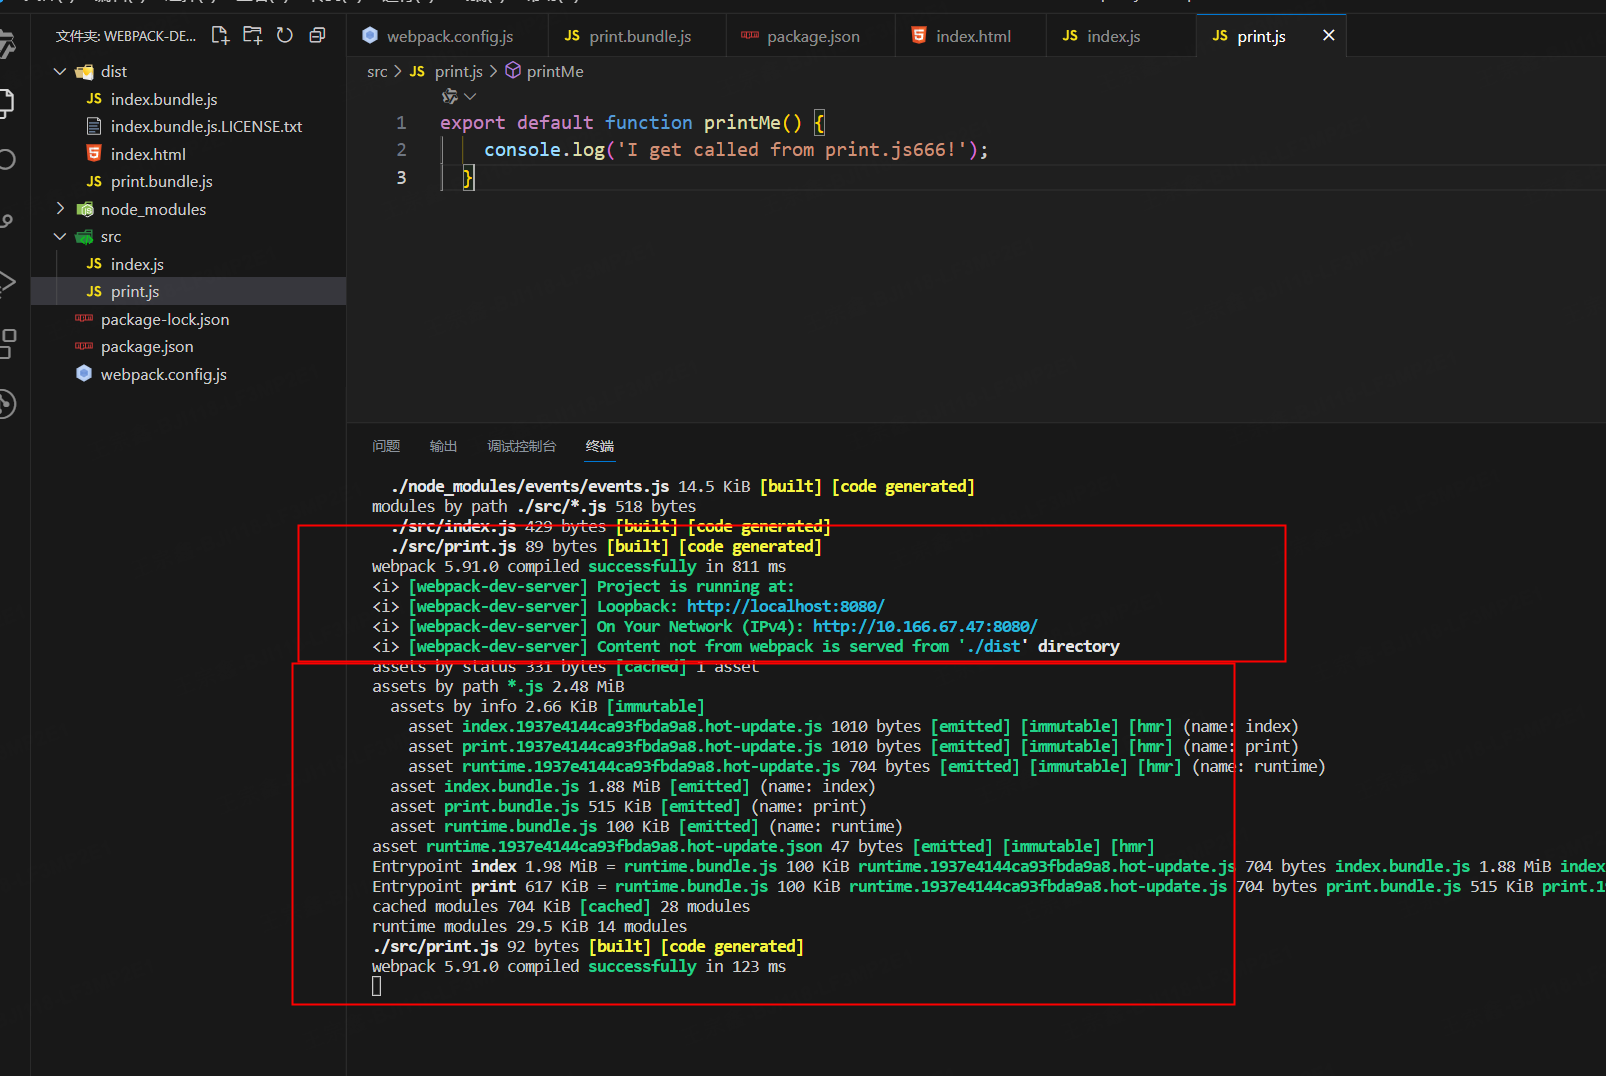 文件夹: WEBPACK-DE...
dist
JS index.bundle.js
index.bundle.js.LICENSE.txt
index.html
JS print.bundle.js
node_modules
src
JS index.js
JS print.js
package-lock.json
package.json
webpack.config.js
webpack.config.js
JS print.bundle.js
package.json
index.html
JS index.js
JS print.js
src > JS print.js > printMe
1 export default function printMe() {
2 console.log('I get called from print.js666!');
3 }
问题 输出 调试控制台 终端
./node_modules/events/events.js 14.5 KiB [built] [code generated]
modules by path ./src/*.js 518 bytes
./src/index.js 429 bytes [built] [code generated]
./src/print.js 89 bytes [built] [code generated]
webpack 5.91.0 compiled successfully in 811 ms
<i> [webpack-dev-server] Project is running at:
<i> [webpack-dev-server] Loopback: http://localhost:8080/
<i> [webpack-dev-server] On Your Network (IPv4): http://10.166.67.47:8080/
<i> [webpack-dev-server] Content not from webpack is served from './dist' directory
assets by status 331 bytes [cached] 1 asset
assets by path *.js 2.48 MiB
assets by info 2.66 KiB [immutable]
asset index.1937e4144ca93fbda9a8.hot-update.js 1010 bytes [emitted] [immutable] [hmr] (name: index)
asset print.1937e4144ca93fbda9a8.hot-update.js 1010 bytes [emitted] [immutable] [hmr] (name: print)
asset runtime.1937e4144ca93fbda9a8.hot-update.js 704 bytes [emitted] [immutable] [hmr] (name: runtime)
asset index.bundle.js 1.88 MiB [emitted] (name: index)
asset print.bundle.js 515 KiB [emitted] (name: print)
asset runtime.bundle.js 100 KiB [emitted] (name: runtime)
asset runtime.1937e4144ca93fbda9a8.hot-update.json 47 bytes [emitted] [immutable] [hmr]
Entrypoint index 1.98 MiB = runtime.bundle.js 100 KiB runtime.1937e4144ca93fbda9a8.hot-update.js 704 bytes index.bundle.js 1.88 MiB index
Entrypoint print 617 KiB = runtime.bundle.js 100 KiB runtime.1937e4144ca93fbda9a8.hot-update.js 704 bytes print.bundle.js 515 KiB print.1
cached modules 704 KiB [cached] 28 modules
runtime modules 29.5 KiB 14 modules
./src/print.js 92 bytes [built] [code generated]
webpack 5.91.0 compiled successfully in 123 ms